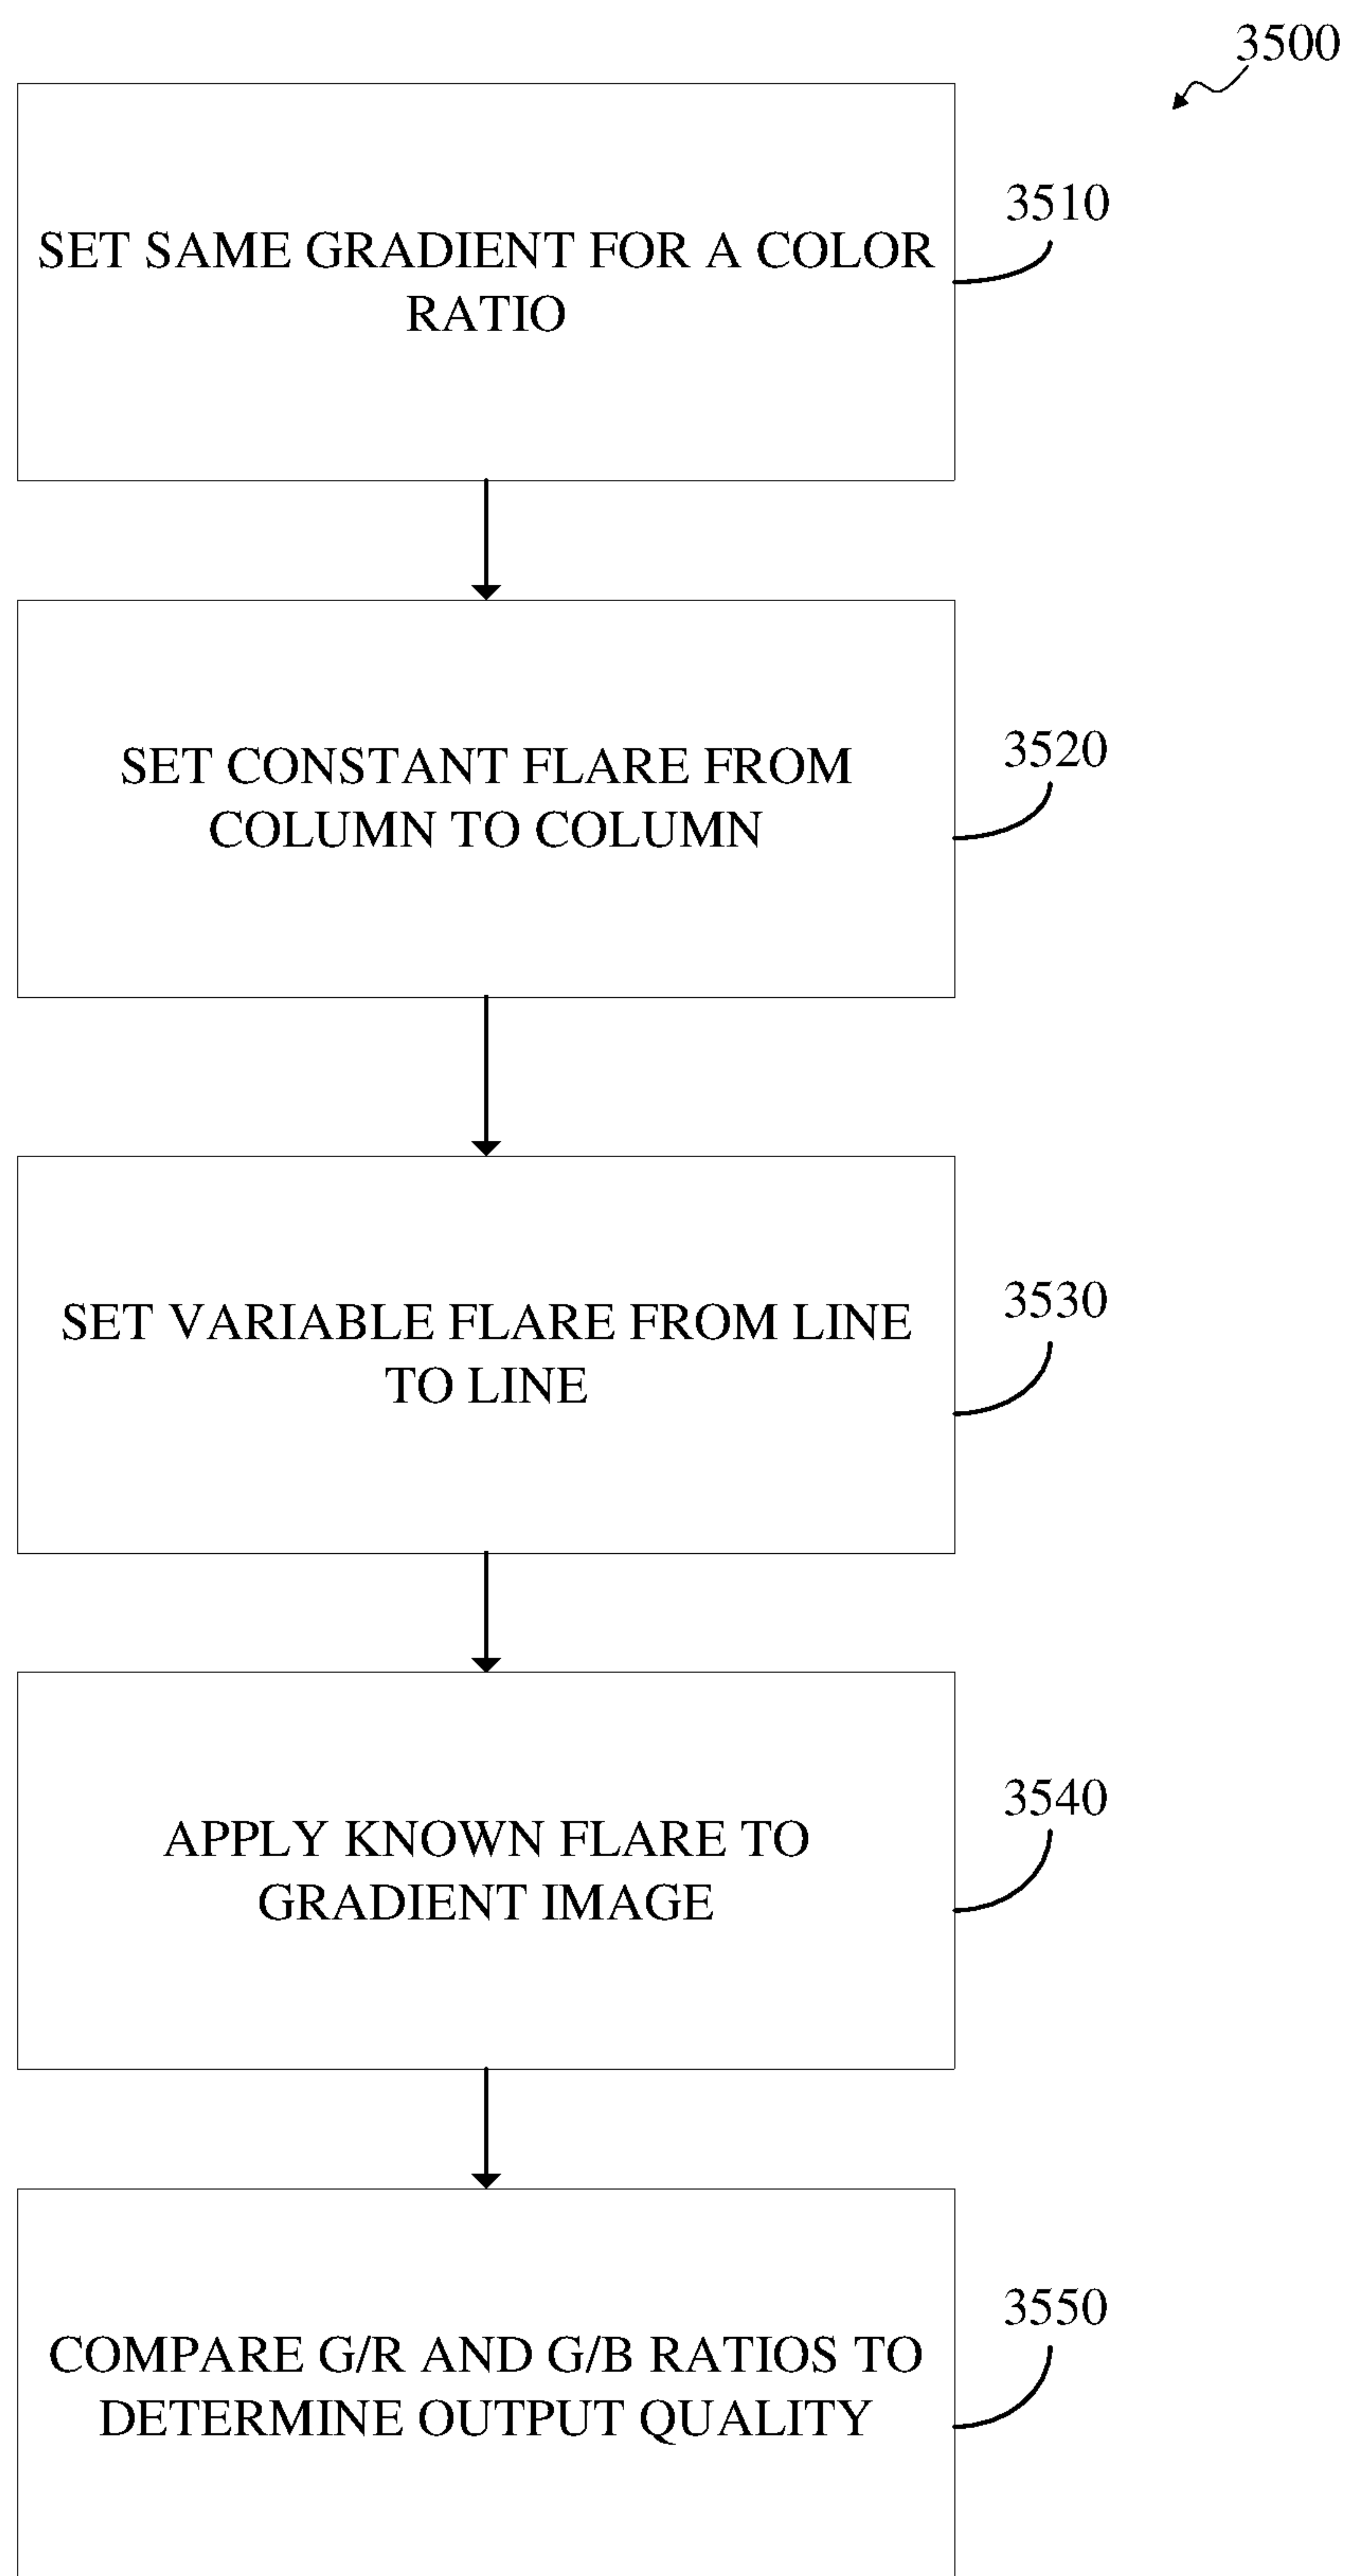 3500
SET SAME GRADIENT FOR A COLOR
RATIO
3510
SET CONSTANT FLARE FROM
COLUMN TO COLUMN
3520
SET VARIABLE FLARE FROM LINE
TO LINE
3530
APPLY KNOWN FLARE TO
GRADIENT IMAGE
3540
COMPARE G/R AND G/B RATIOS TO
DETERMINE OUTPUT QUALITY
3550